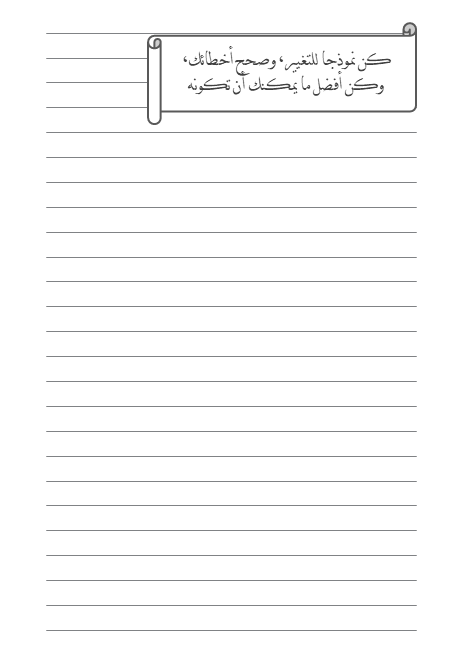 كن نموذجا للتغيير، وصحح أخطائك،
وكن أفضل ما يمكنك أن تكونه